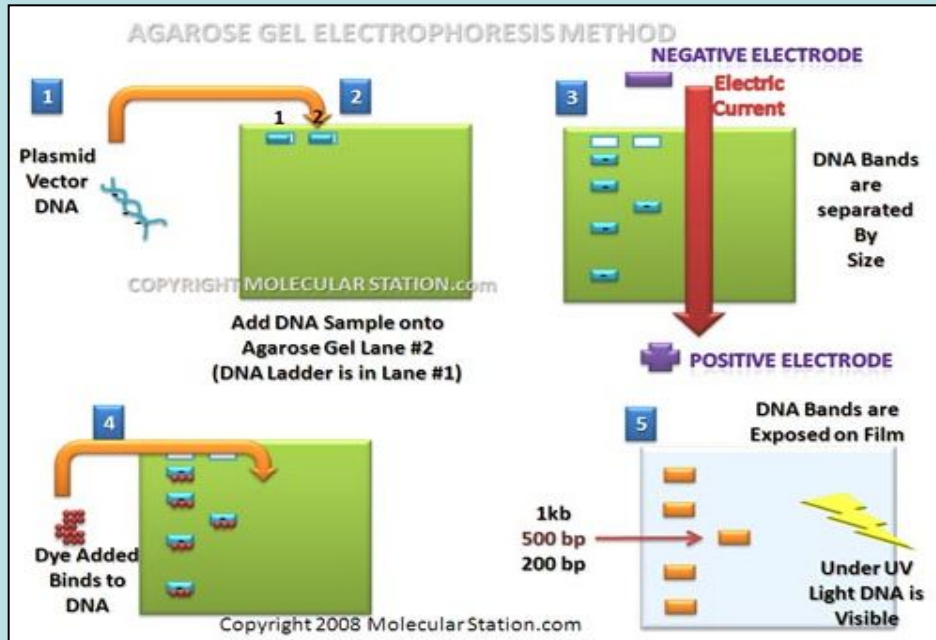 AGAROSE GEL ELECTROPHORESIS METHOD
1
2
1 2
Plasmid
Vector
DNA
COPYRIGHT MOLECULAR STATION.com
Add DNA Sample onto
Agarose Gel Lane #2
(DNA Ladder is in Lane #1)
3
NEGATIVE ELECTRODE
Electric
Current
DNA Bands
are
separated
By
Size
POSITIVE ELECTRODE
4
Dye Added
Binds to
DNA
5
DNA Bands are
Exposed on Film
1kb
500 bp
200 bp
Under UV
Light DNA is
Visible
Copyright 2008 MolecularStation.com